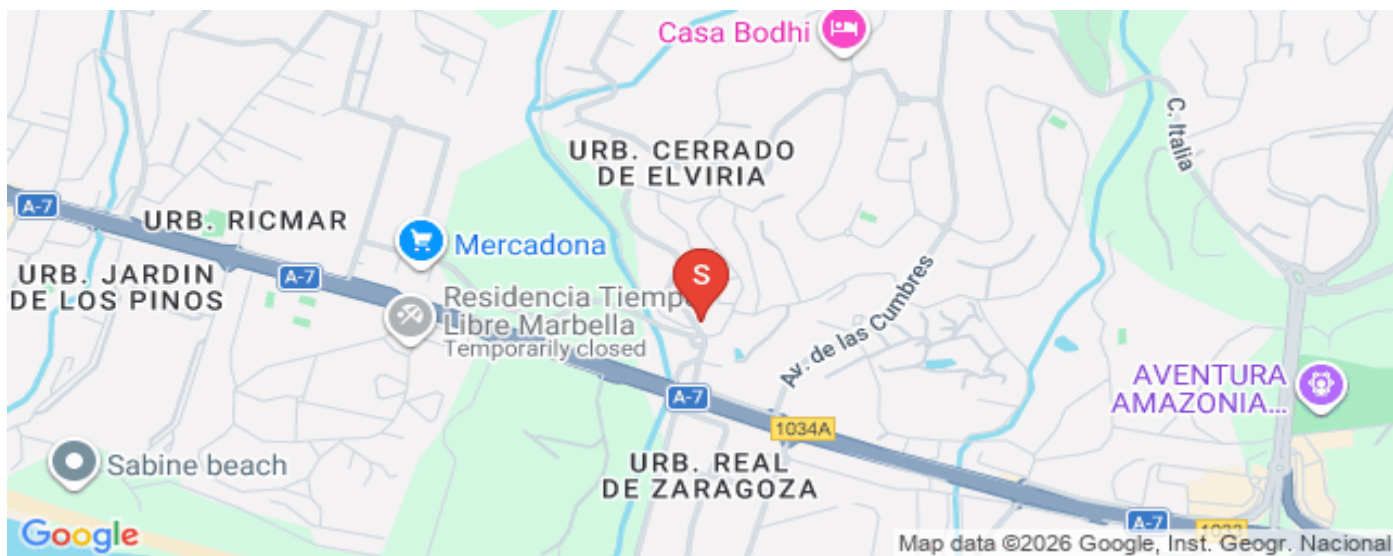 Casa Bodhi
C. Italia
URB. CERRADO
DE ELVIRIA
A-7
URB. RICMAR
Mercadona
URB. JARDIN
DE LOS PINOS
A-7
S
Residencia Tiempo
Libre Marbella
Temporarily closed
Av. de las Cumbres
AVENTURA
AMAZONIA...
A-7
1034A
URB. REAL
DE ZARAGOZA
Sabine beach
A-7
1033
Google
Map data ©2026 Google, Inst. Geogr. Nacional